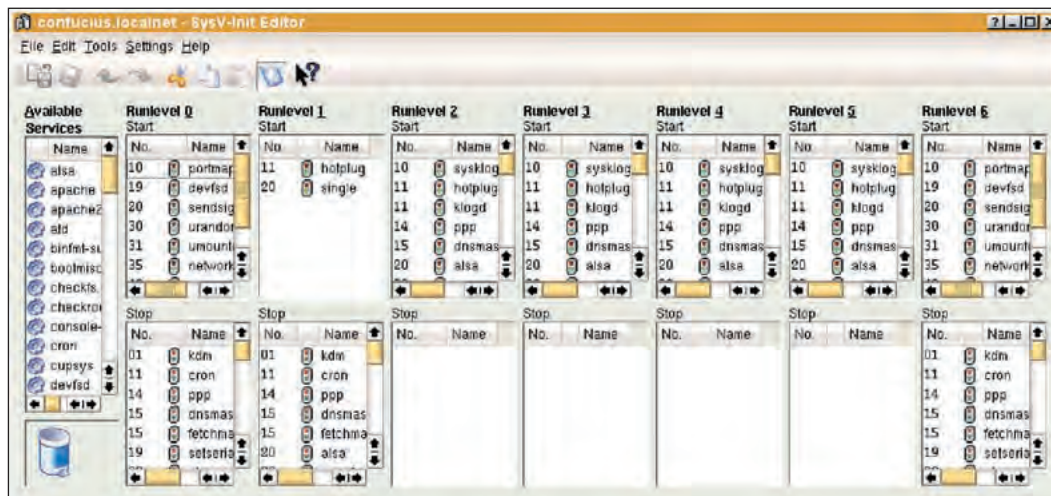 confucius.localnet - SysV-Init Editor
File Edit Tools Settings Help
Available Services
Name
alsa
apache
apache2
atd
binfmt-su
bootmisc
checkfs.
checkroo
console-
cron
cupsys
devfsd
Runlevel 0
Start
No. Name
10 portmap
19 devfsd
20 sendsig
30 urandor
31 umountr
35 network
Stop
No. Name
01 kdm
11 cron
14 ppp
15 dnsmas
15 fetchma
19 setseria
Runlevel 1
Start
No. Name
11 hotplug
20 single
Stop
No. Name
01 kdm
11 cron
14 ppp
15 dnsmas
15 fetchma
20 alsa
Runlevel 2
Start
No. Name
10 sysklog
11 hotplug
11 klogd
14 ppp
15 dnsmas
20 alsa
Stop
No. Name
Runlevel 3
Start
No. Name
10 sysklog
11 hotplug
11 klogd
14 ppp
15 dnsmas
20 alsa
Stop
No. Name
Runlevel 4
Start
No. Name
10 sysklog
11 hotplug
11 klogd
14 ppp
15 dnsmas
20 alsa
Stop
No. Name
Runlevel 5
Start
No. Name
10 sysklog
11 hotplug
11 klogd
14 ppp
15 dnsmas
20 alsa
Stop
No. Name
Runlevel 6
Start
No. Name
10 portmap
19 devfsd
20 sendsig
30 urandor
31 umountr
35 network
Stop
No. Name
01 kdm
11 cron
14 ppp
15 dnsmas
15 fetchma
19 setseria